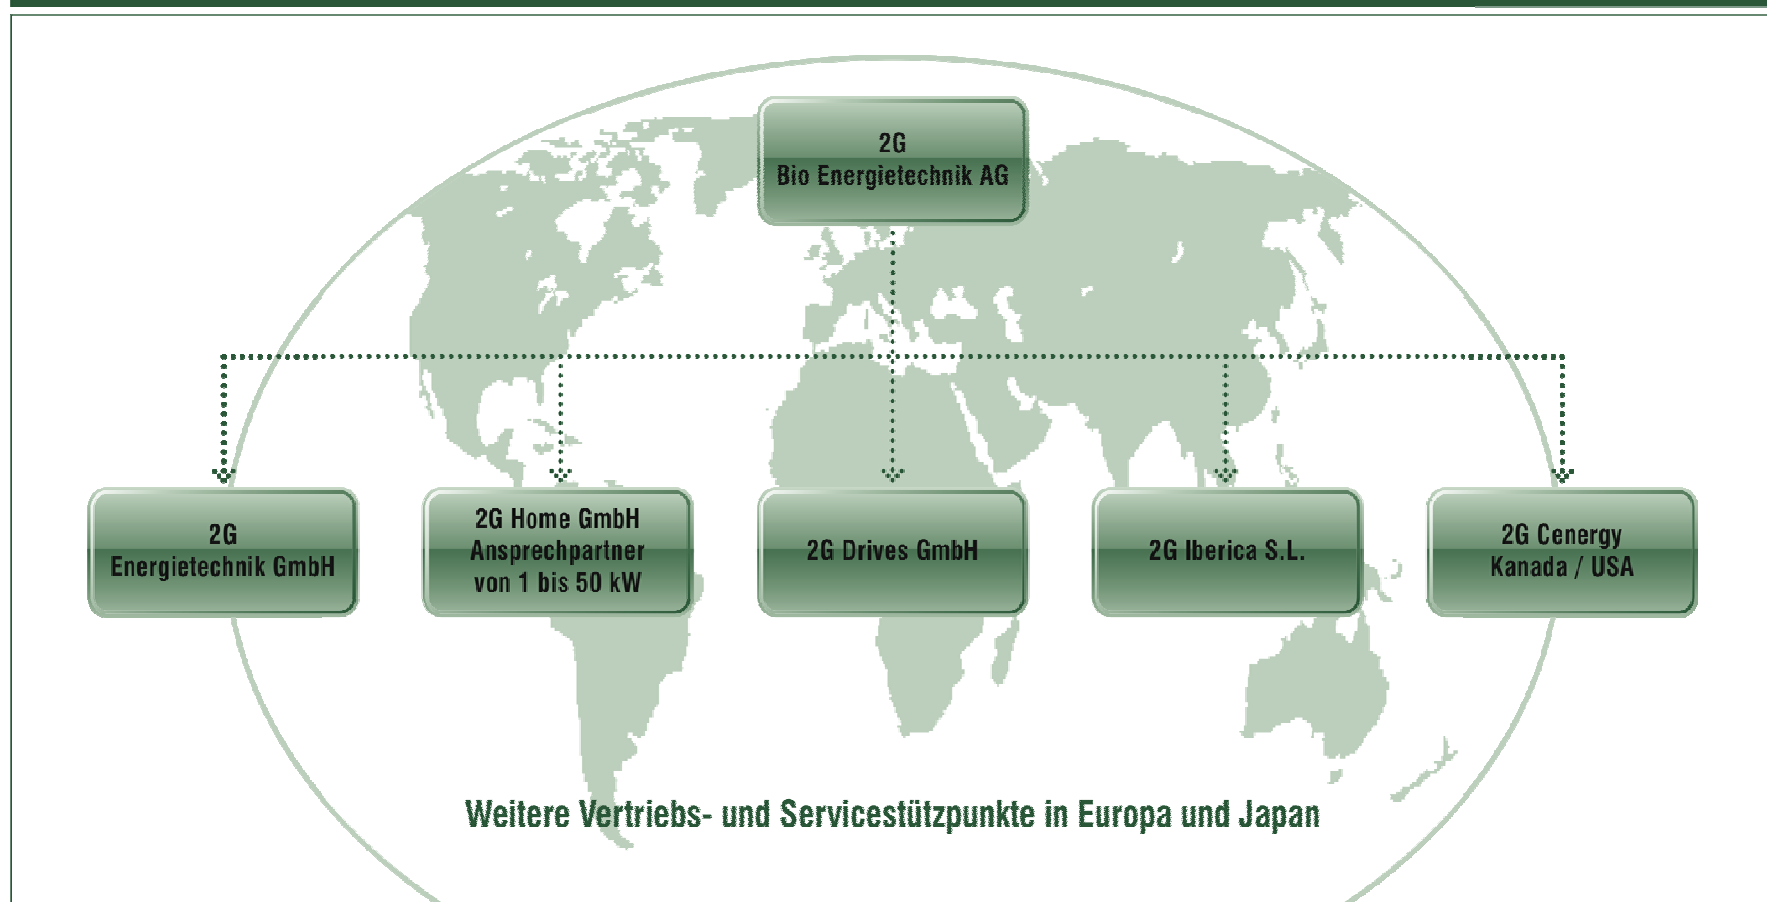 2G
Bio Energietechnik AG
2G
Energietechnik GmbH
2G Home GmbH
Ansprechpartner
von 1 bis 50 kW
2G Drives GmbH
2G Iberica S.L.
2G Cenergy
Kanada / USA
Weitere Vertriebs- und Servicestützpunkte in Europa und Japan